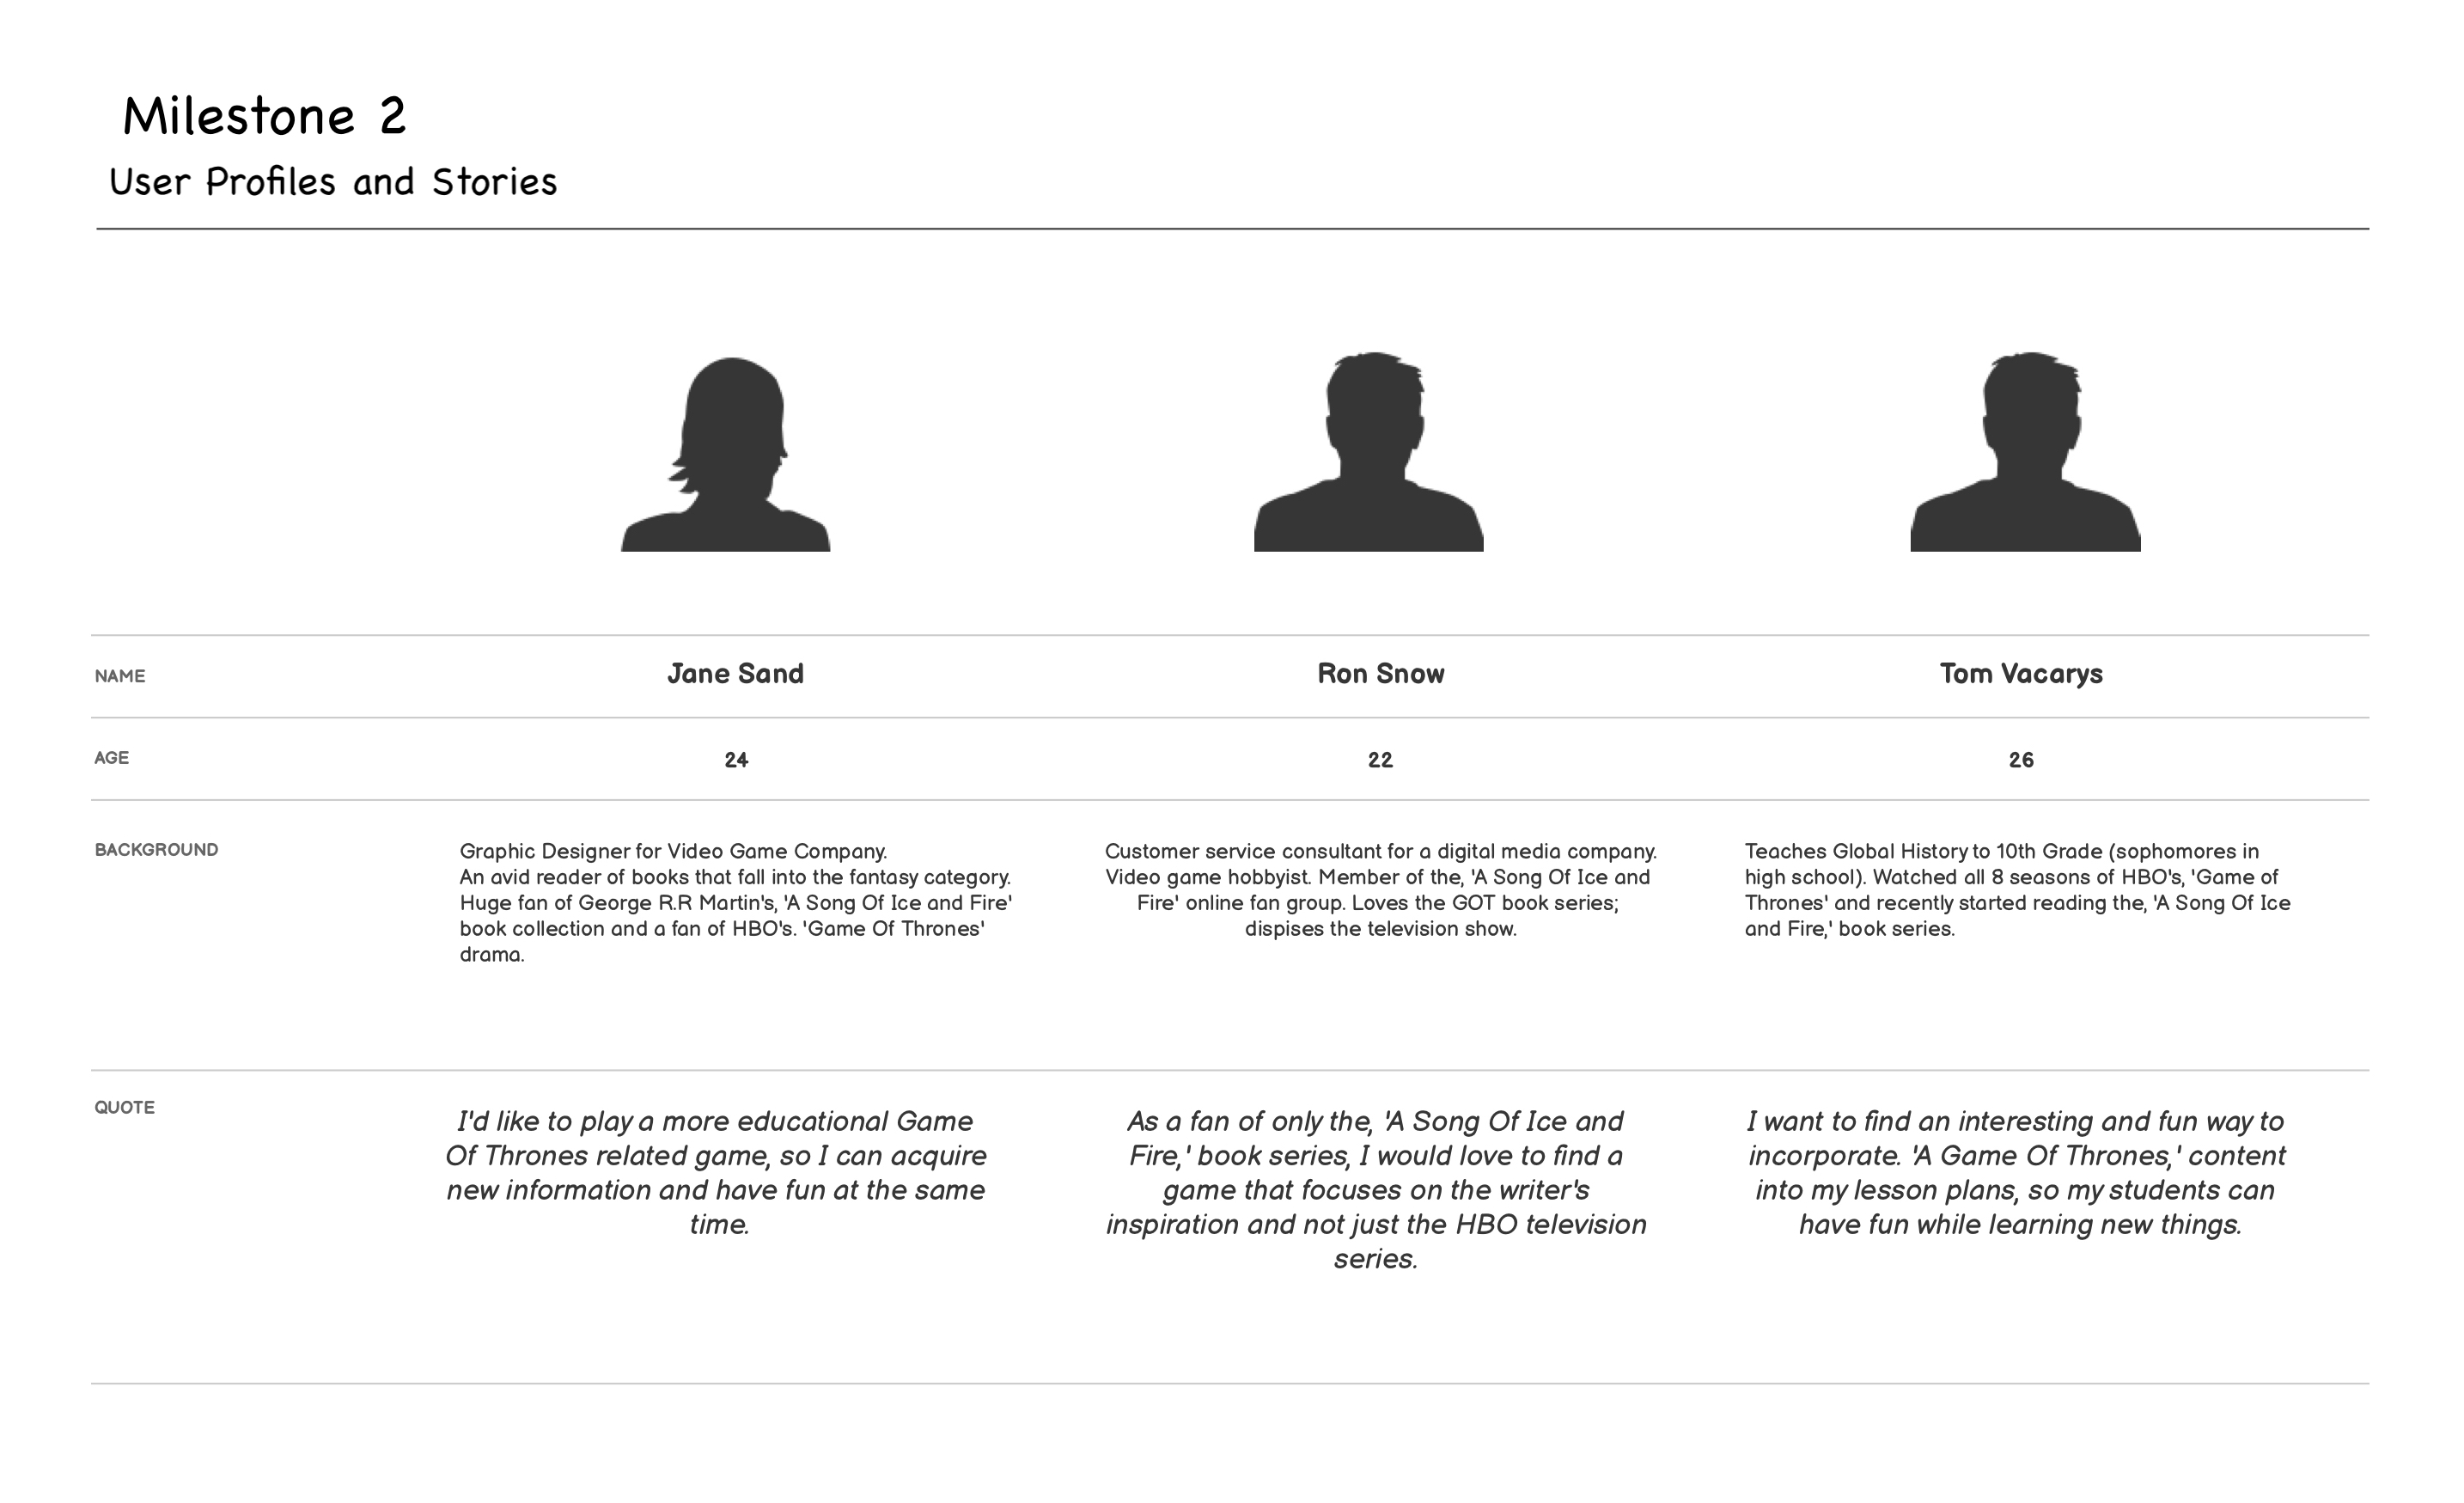 Milestone 2
User Profiles and Stories
NAME
Jane Sand
Ron Snow
Tom Vacarys
AGE
24
22
26
BACKGROUND
Graphic Designer for Video Game Company.
An avid reader of books that fall into the fantasy category.
Huge fan of George R.R Martin's, 'A Song Of Ice and Fire'
book collection and a fan of HBO's. 'Game Of Thrones'
drama.
Customer service consultant for a digital media company.
Video game hobbyist. Member of the, 'A Song Of Ice and
Fire' online fan group. Loves the GOT book series;
dispises the television show.
Teaches Global History to 10th Grade (sophomores in
high school). Watched all 8 seasons of HBO's, 'Game of
Thrones' and recently started reading the, 'A Song Of Ice
and Fire,' book series.
QUOTE
I'd like to play a more educational Game
Of Thrones related game, so I can acquire
new information and have fun at the same
time.
As a fan of only the, 'A Song Of Ice and
Fire,' book series, I would love to find a
game that focuses on the writer's
inspiration and not just the HBO television
series.
I want to find an interesting and fun way to
incorporate. 'A Game Of Thrones,' content
into my lesson plans, so my students can
have fun while learning new things.